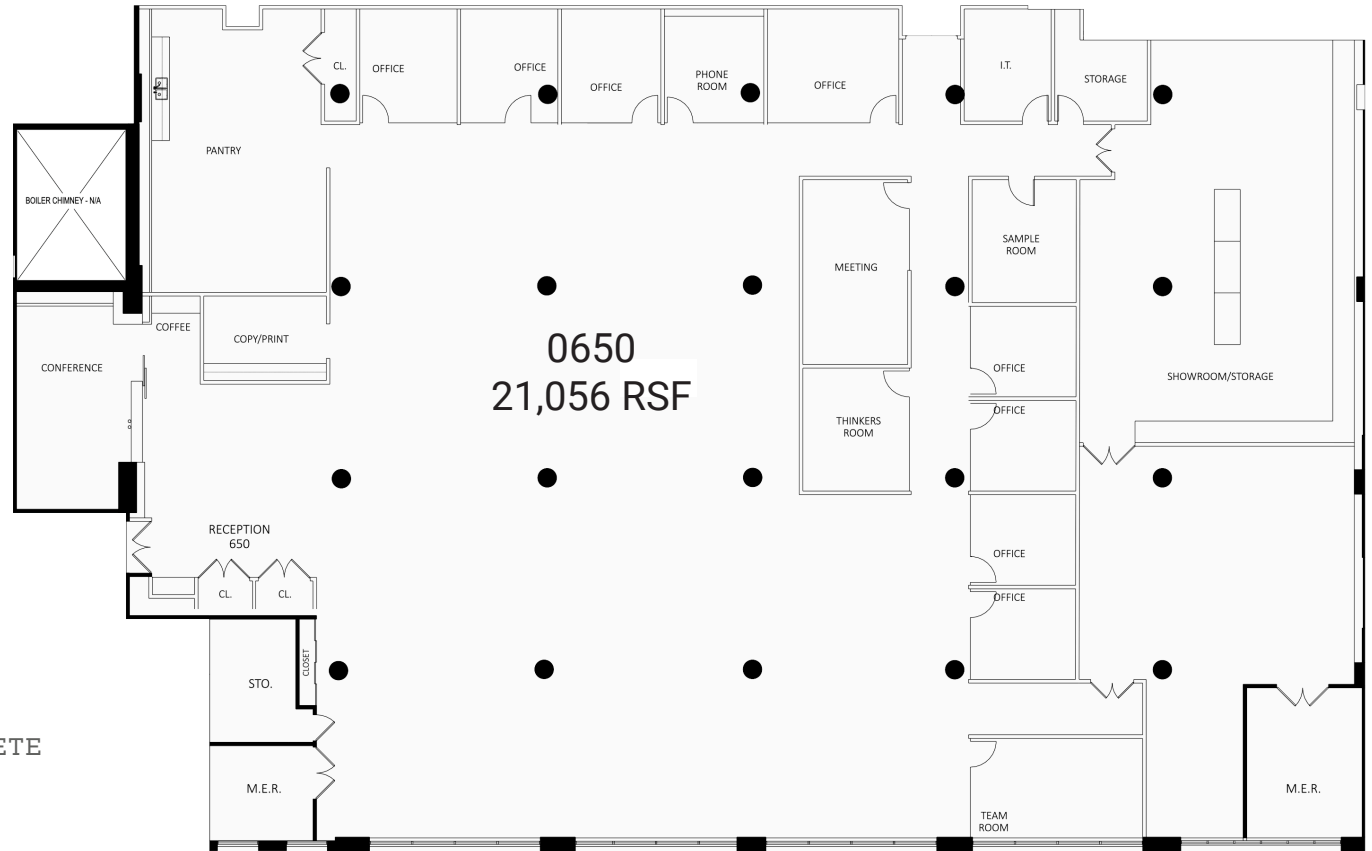 CL.
OFFICE
OFFICE
OFFICE
PHONE
ROOM
OFFICE
I.T.
STORAGE
PANTRY
BOILER CHIMNEY - N/A
SAMPLE
ROOM
MEETING
COFFEE
COPY/PRINT
CONFERENCE
0650
21,056 RSF
OFFICE
SHOWROOM/STORAGE
OFFICE
THINKERS
ROOM
RECEPTION
650
OFFICE
CL.
CL.
OFFICE
CLOSET
STO.
ETE
M.E.R.
M.E.R.
TEAM
ROOM